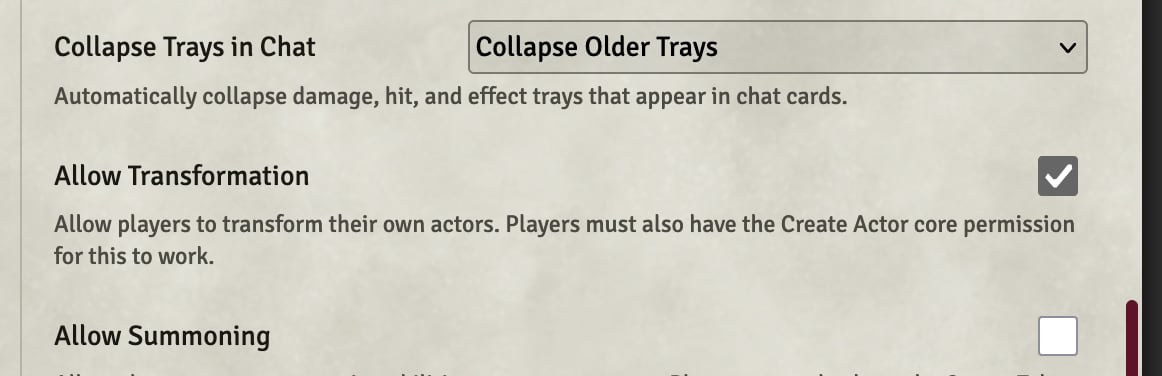 Collapse Trays in Chat
Collapse Older Trays
Automatically collapse damage, hit, and effect trays that appear in chat cards.
Allow Transformation
Allow players to transform their own actors. Players must also have the Create Actor core permission
for this to work.
Allow Summoning